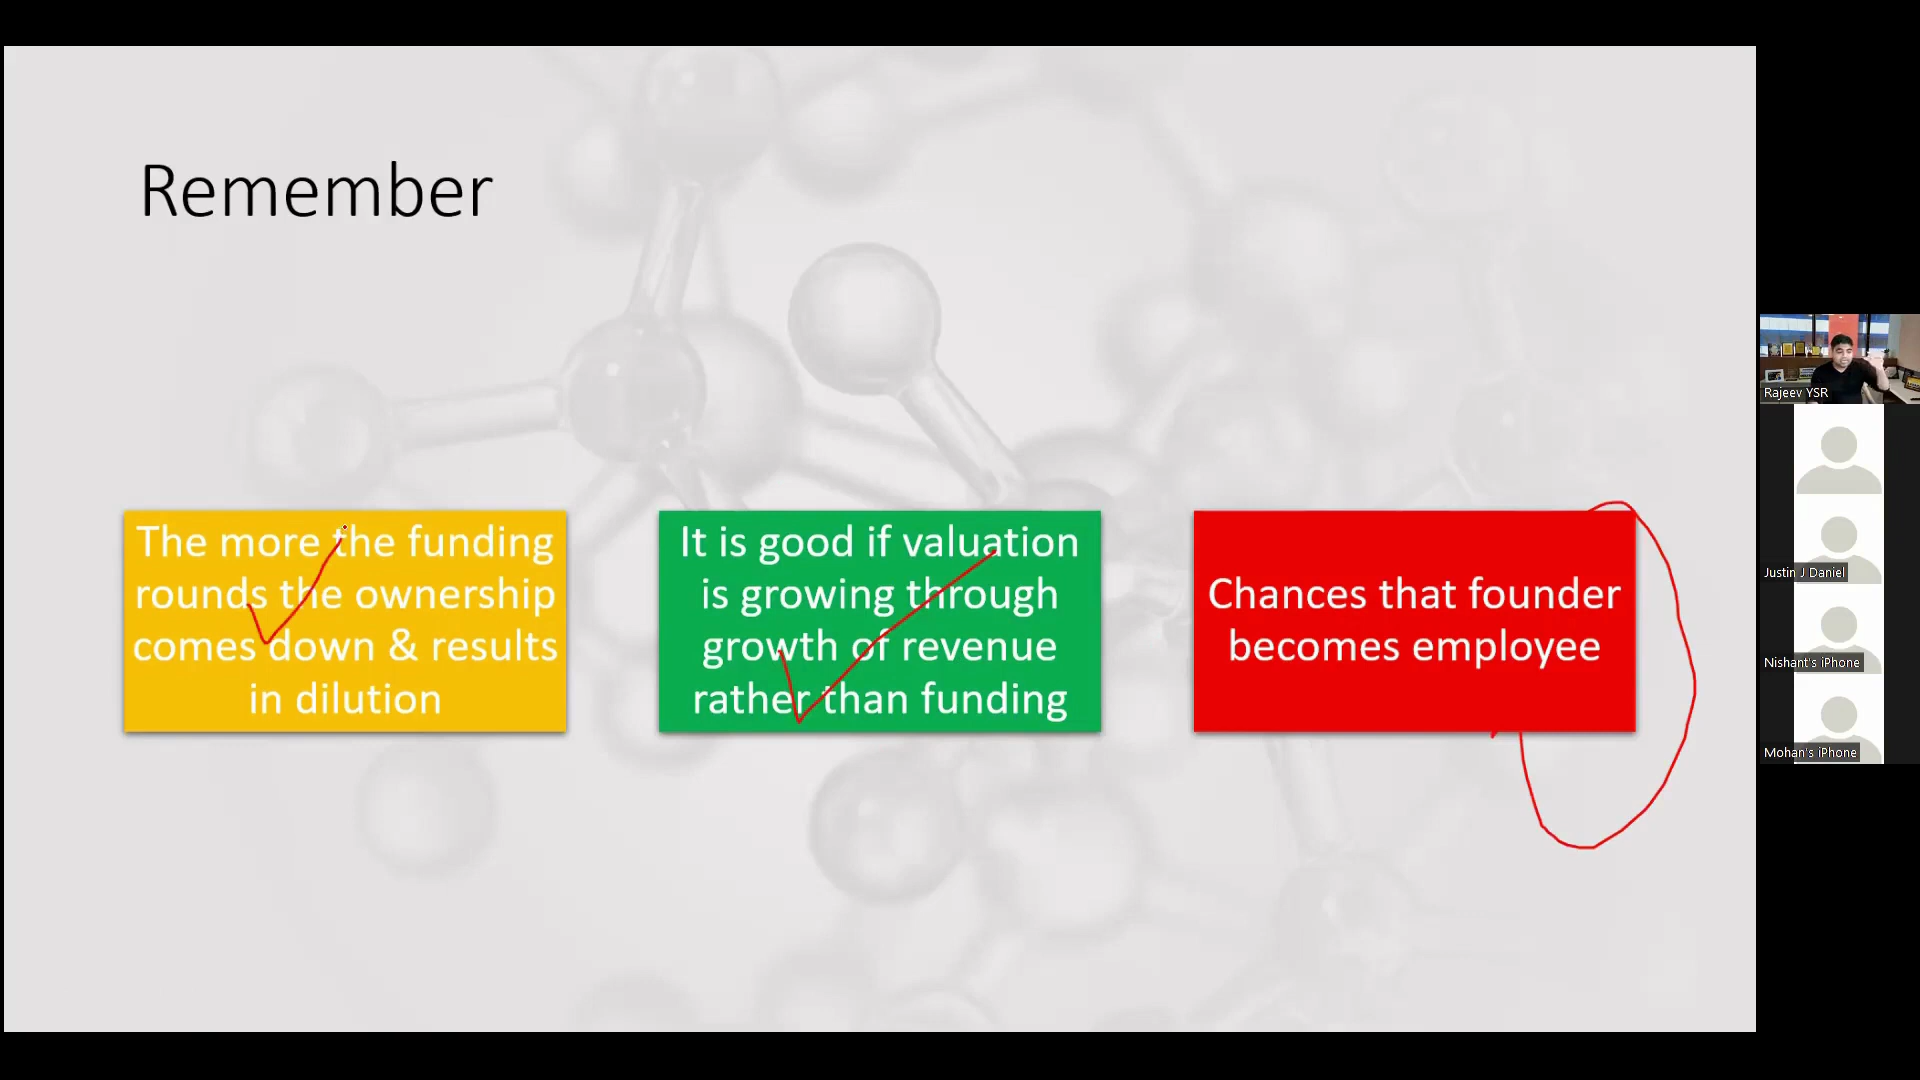 Remember
The more the funding
rounds the ownership
comes down & results
in dilution
It is good if valuation
is growing through
growth of revenue
rather than funding
Chances that founder
becomes employee
Rajeev YSR
Justin J Daniel
Nishant's iPhone
Mohan's iPhone